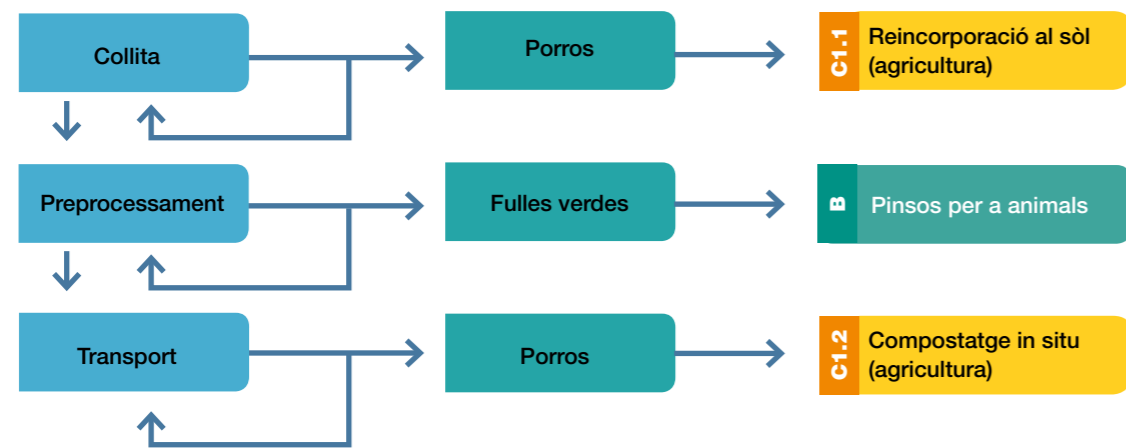 Collita
Porros
C1.1
Reincorporació al sòl
(agricultura)
Preprocessament
Fulles verdes
B
Pinsos per a animals
Transport
Porros
C1.2
Compostatge in situ
(agricultura)